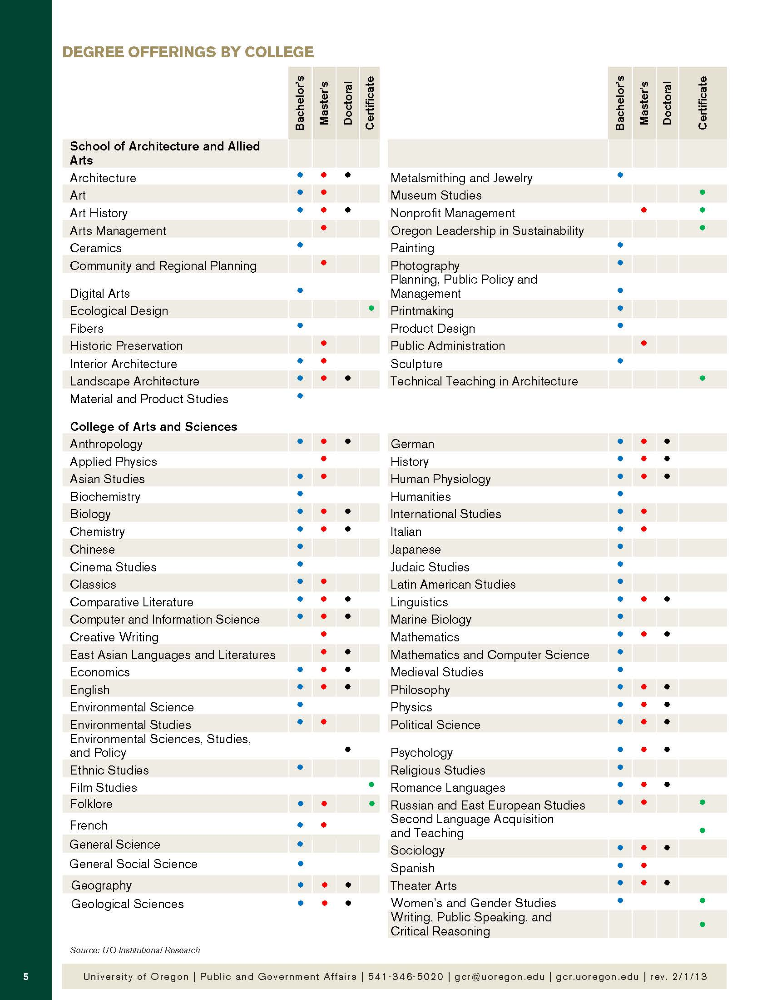 DEGREE OFFERINGS BY COLLEGE
Bachelor's Master's Doctoral Certificate Bachelor's Master's Doctoral Certificate
School of Architecture and Allied
Arts
Architecture • • • Metalsmithing and Jewelry •
Art • • Museum Studies •
Art History • • • Nonprofit Management • •
Arts Management • Oregon Leadership in Sustainability •
Ceramics • Painting •
Community and Regional Planning • Photography •
Planning, Public Policy and
Digital Arts • Management •
Ecological Design • Printmaking •
Fibers • Product Design •
Historic Preservation • Public Administration •
Interior Architecture • • Sculpture •
Landscape Architecture • • • Technical Teaching in Architecture •
Material and Product Studies •
College of Arts and Sciences
Anthropology • • • German • • •
Applied Physics • History • • •
Asian Studies • • Human Physiology • • •
Biochemistry • Humanities •
Biology • • • International Studies • •
Chemistry • • • Italian • •
Chinese • Japanese •
Cinema Studies • Judaic Studies •
Classics • • Latin American Studies •
Comparative Literature • • • Linguistics • • •
Computer and Information Science • • • Marine Biology •
Creative Writing • Mathematics • • •
East Asian Languages and Literatures • • Mathematics and Computer Science •
Economics • • • Medieval Studies •
English • • • Philosophy • • •
Environmental Science • Physics • • •
Environmental Studies • • Political Science • • •
Environmental Sciences, Studies,
and Policy • Psychology • • •
Ethnic Studies • Religious Studies •
Film Studies • Romance Languages • • •
Folklore • • • Russian and East European Studies • • •
Second Language Acquisition
French • • and Teaching •
General Science • Sociology • • •
General Social Science • Spanish • •
Geography • • • Theater Arts • • •
Geological Sciences • • • Women's and Gender Studies • •
Writing, Public Speaking, and
Critical Reasoning •
Source: UO Institutional Research
5 University of Oregon | Public and Government Affairs | 541-346-5020 | gcr@uoregon.edu | gcr.uoregon.edu | rev. 2/1/13